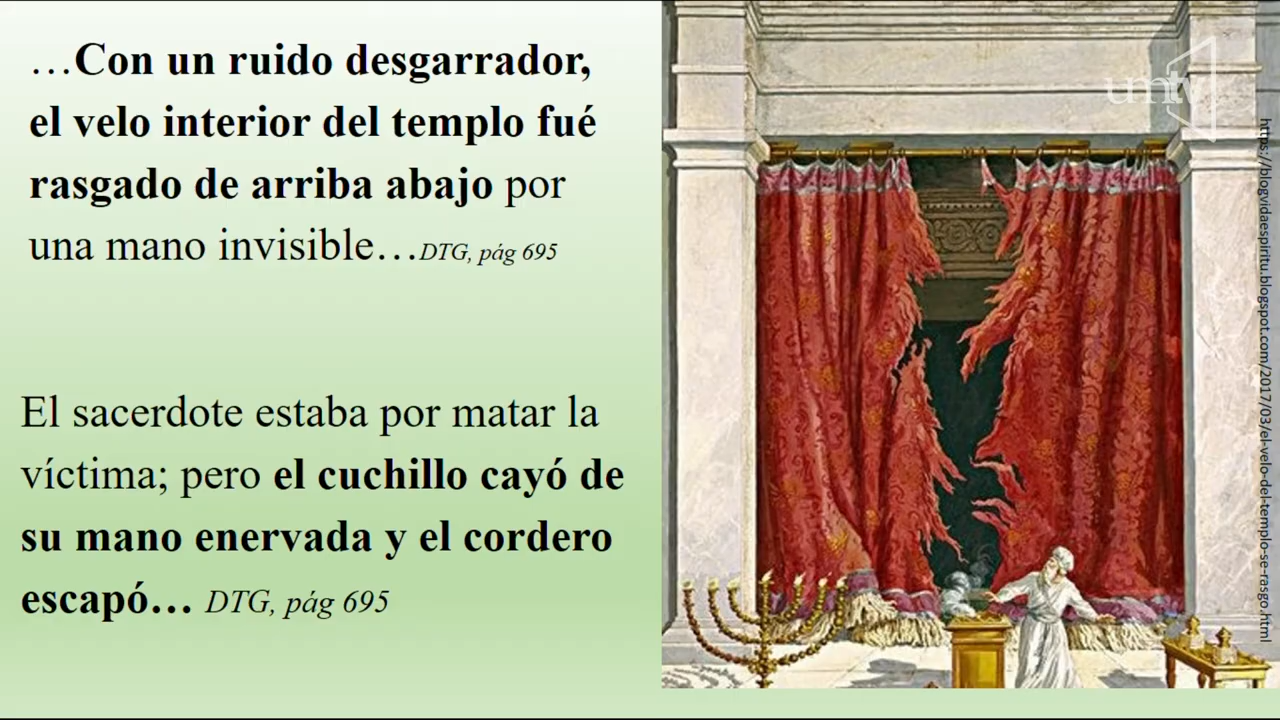 …Con un ruido desgarrador,
el velo interior del templo fué
rasgado de arriba abajo por
una mano invisible…DTG, pág 695
El sacerdote estaba por matar la
víctima; pero el cuchillo cayó de
su mano enervada y el cordero
escapó… DTG, pág 695
umtv
https://blogvidaespiritu.blogspot.com/2017/03/el-velo-del-templo-se-rasgo.html